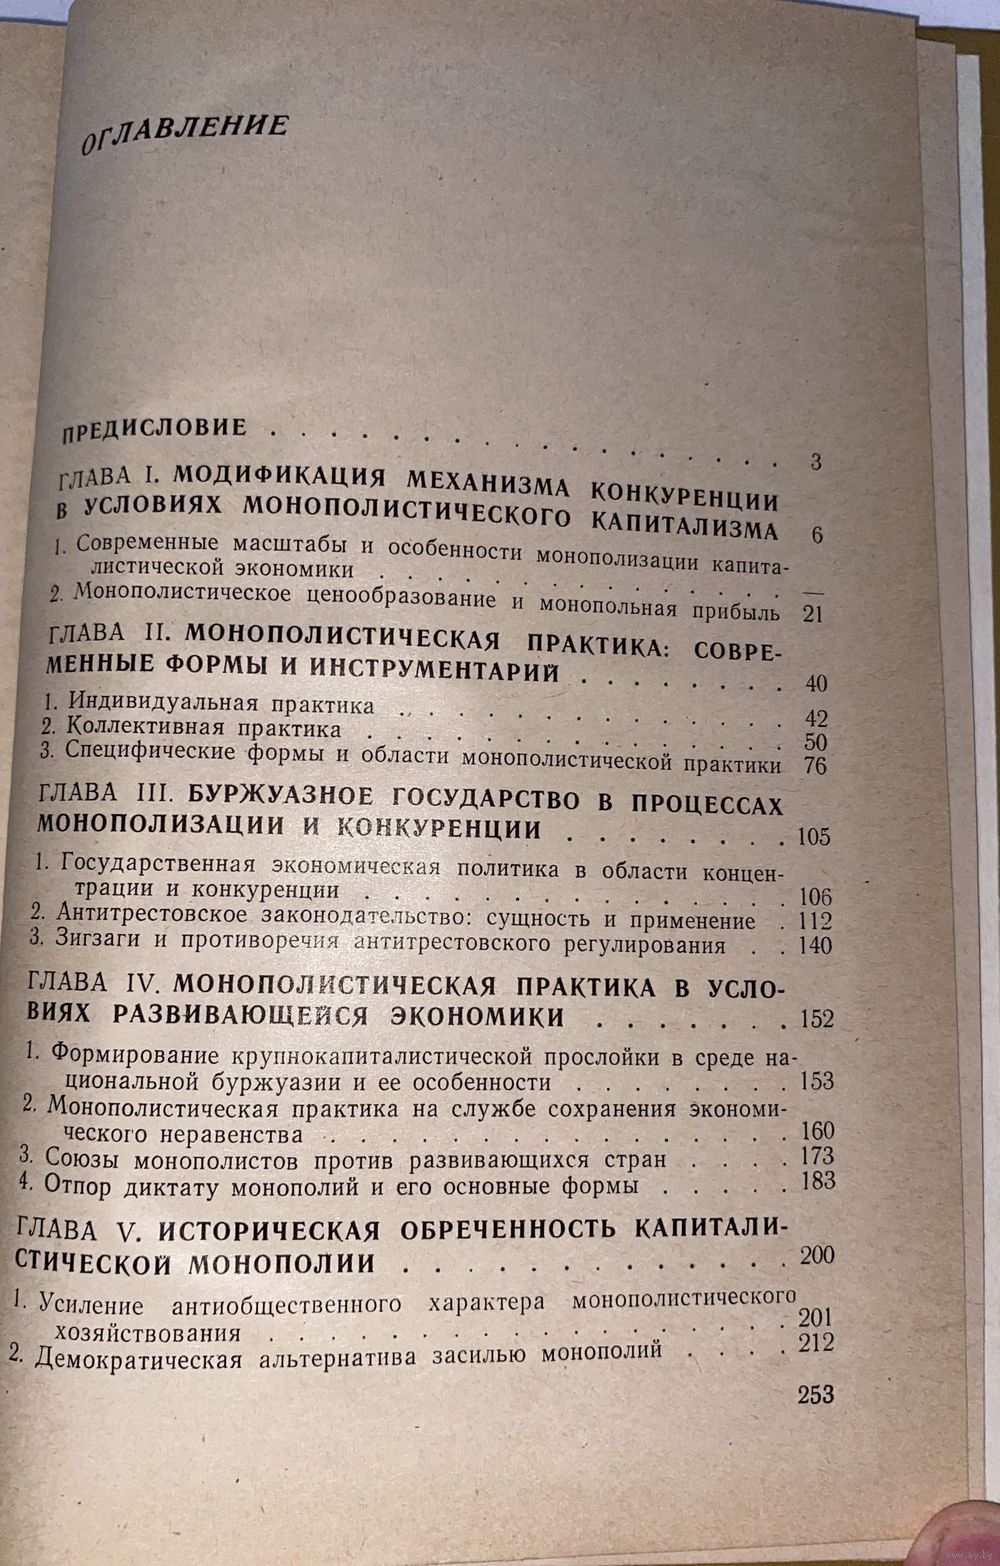 ОГЛАВЛЕНИЕ
ПРЕДИСЛОВИЕ . . . . . . . . . . . . . . . . . 3
ГЛАВА I. МОДИФИКАЦИЯ МЕХАНИЗМА КОНКУРЕНЦИИ
В УСЛОВИЯХ МОНОПОЛИСТИЧЕСКОГО КАПИТАЛИЗМА 6
1. Современные масштабы и особенности монополизации капита-
листической экономики . . . . . . . . . . . . . —
2. Монополистическое ценообразование и монопольная прибыль 21
ГЛАВА II. МОНОПОЛИСТИЧЕСКАЯ ПРАКТИКА: СОВРЕ-
МЕННЫЕ ФОРМЫ И ИНСТРУМЕНТАРИЙ . . . . . . . . 40
1. Индивидуальная практика . . . . . . . . . . . . . 42
2. Коллективная практика . . . . . . . . . . . . . . 50
3. Специфические формы и области монополистической практики 76
ГЛАВА III. БУРЖУАЗНОЕ ГОСУДАРСТВО В ПРОЦЕССАХ
МОНОПОЛИЗАЦИИ И КОНКУРЕНЦИИ . . . . . . . . 105
1. Государственная экономическая политика в области концен-
трации и конкуренции . . . . . . . . . . . . . . 106
2. Антитрестовское законодательство: сущность и применение . 112
3. Зигзаги и противоречия антитрестовского регулирования . . 140
ГЛАВА IV. МОНОПОЛИСТИЧЕСКАЯ ПРАКТИКА В УСЛО-
ВИЯХ РАЗВИВАЮЩЕЙСЯ ЭКОНОМИКИ . . . . . . . 152
1. Формирование крупнокапиталистической прослойки в среде на-
циональной буржуазии и ее особенности . . . . . . . . 153
2. Монополистическая практика на службе сохранения экономи-
ческого неравенства . . . . . . . . . . . . . . . 160
3. Союзы монополистов против развивающихся стран . . . . 173
4. Отпор диктату монополий и его основные формы . . . . . 183
ГЛАВА V. ИСТОРИЧЕСКАЯ ОБРЕЧЕННОСТЬ КАПИТАЛИ-
СТИЧЕСКОЙ МОНОПОЛИИ . . . . . . . . . . . . . 200
1. Усиление антиобщественного характера монополистического
хозяйствования . . . . . . . . . . . . . . . . . 201
2. Демократическая альтернатива засилью монополий . . . . 212
253
www.ay.by